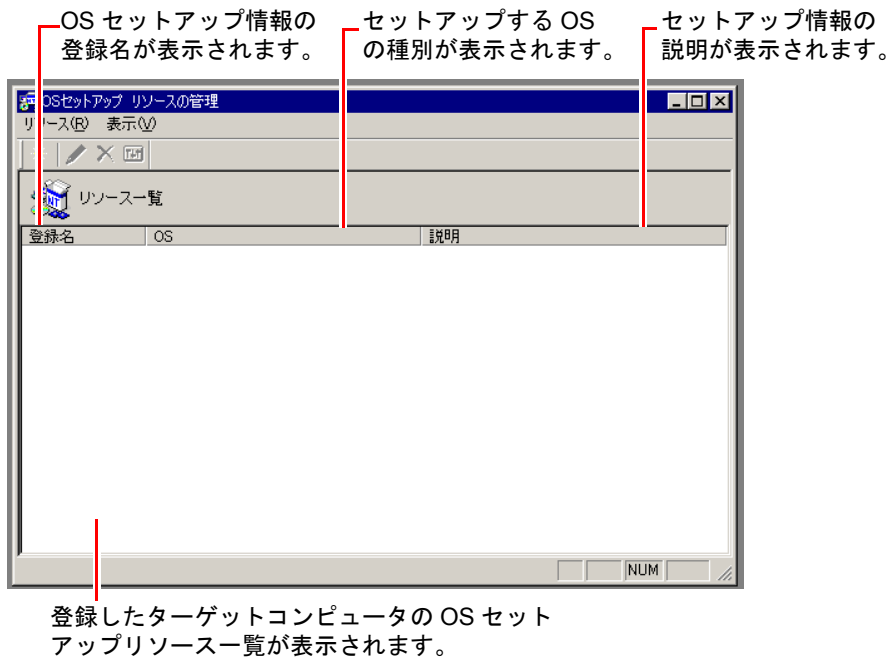 OS セットアップ情報の
登録名が表示されます。
セットアップする OS
の種別が表示されます。
セットアップ情報の
説明が表示されます。
OSセットアップ リソースの管理
リソース(R) 表示(V)
リソース一覧
登録名 OS 説明
NUM
登録したターゲットコンピュータの OS セット
アップリソース一覧が表示されます。